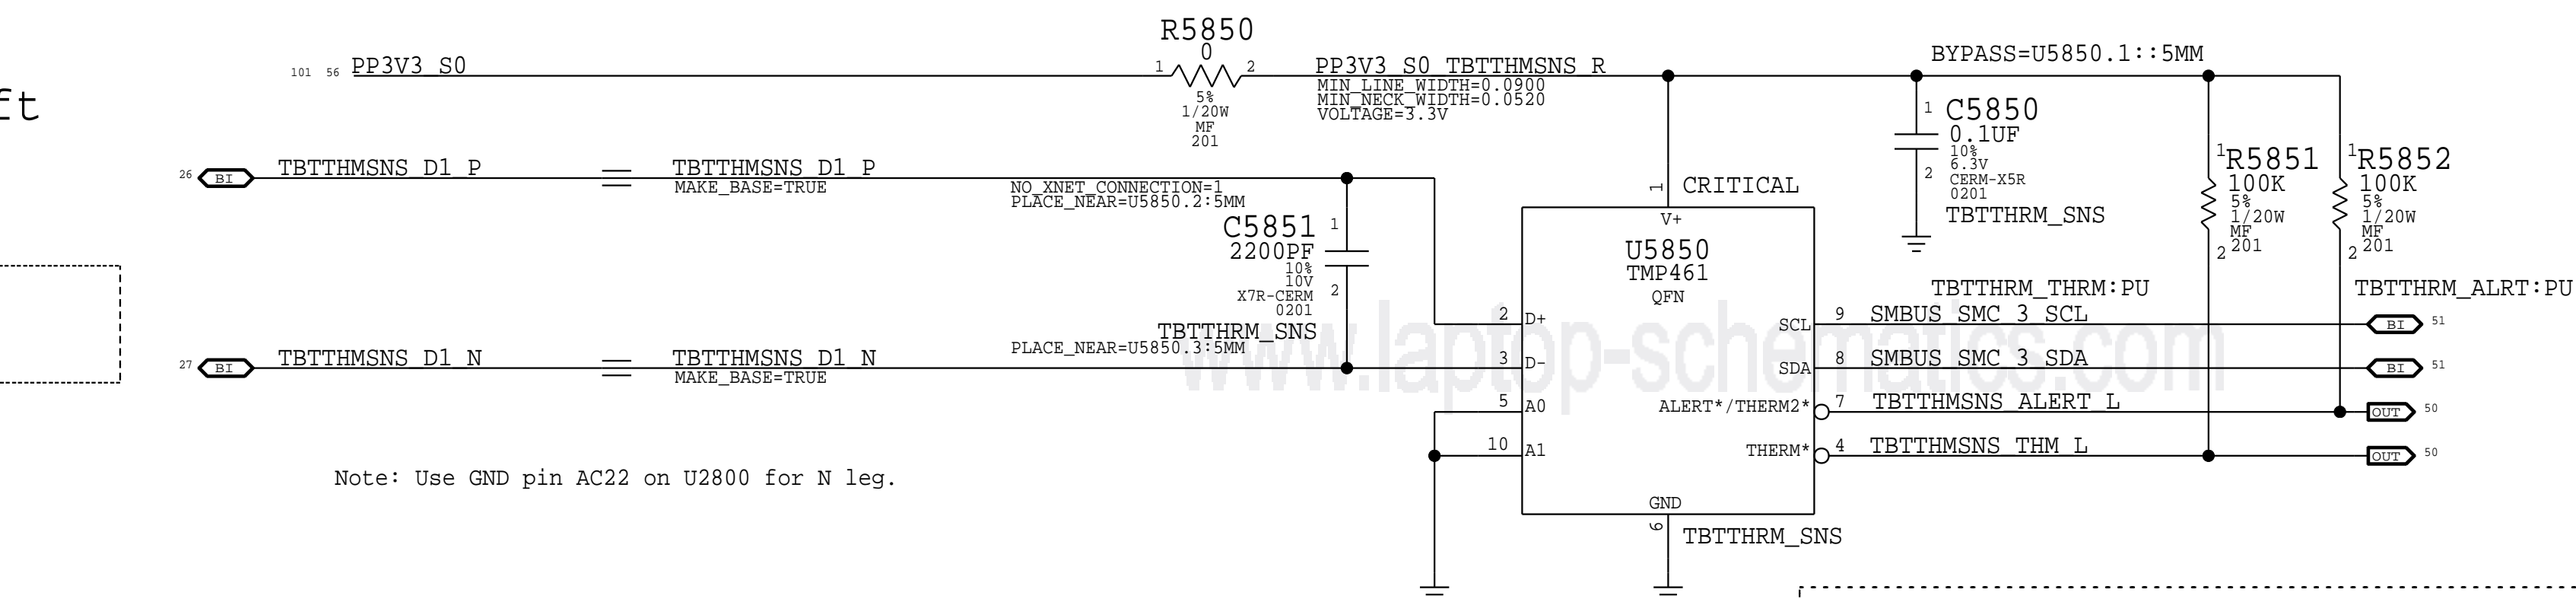 ft
101 56 PP3V3_S0
R5850
0
1 2
5%
1/20W
MF
201
PP3V3_S0_TBTTHMSNS_R
MIN_LINE_WIDTH=0.0900
MIN_NECK_WIDTH=0.0520
VOLTAGE=3.3V
BYPASS=U5850.1::5MM
1 C5850
0.1UF
10%
6.3V
2 CERM-X5R
0201
TBTTHRM_SNS
1 R5851
100K
5%
1/20W
MF
2 201
1 R5852
100K
5%
1/20W
MF
2 201
26 BI TBTTHMSNS_D1_P
TBTTHMSNS_D1_P
MAKE_BASE=TRUE
NO_XNET_CONNECTION=1
PLACE_NEAR=U5850.2:5MM
C5851 1
2200PF
10%
10V
X7R-CERM 2
0201
TBTTHRM_SNS
PLACE_NEAR=U5850.3:5MM
27 BI TBTTHMSNS_D1_N
TBTTHMSNS_D1_N
MAKE_BASE=TRUE
1 CRITICAL
V+
U5850
TMP461
QFN
2 D+
3 D-
5 A0
10 A1
GND
6 TBTTHRM_SNS
TBTTHRM_THRM:PU
TBTTHRM_ALRT:PU
SCL 9 SMBUS_SMC_3_SCL BI 51
SDA 8 SMBUS_SMC_3_SDA BI 51
ALERT*/THERM2* 7 TBTTHMSNS_ALERT_L OUT 50
THERM* 4 TBTTHMSNS_THM_L OUT 50
Note: Use GND pin AC22 on U2800 for N leg.
www.laptop-schematics.com